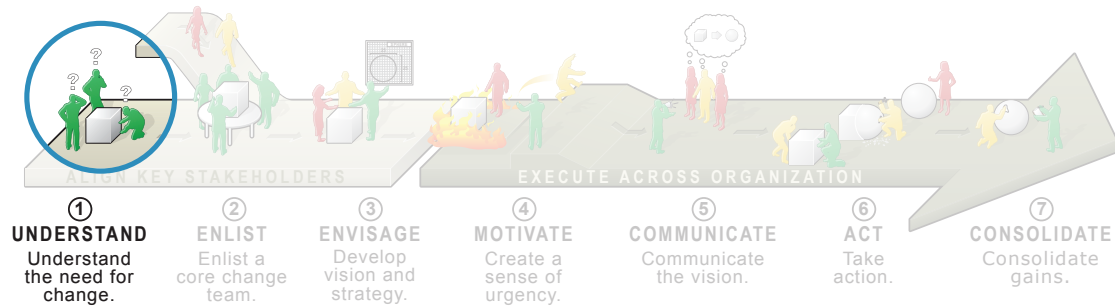 ? ? ?
ALIGN KEY STAKEHOLDERS
EXECUTE ACROSS ORGANIZATION
1
UNDERSTAND
Understand
the need for
change.
2
ENLIST
Enlist a
core change
team.
3
ENVISAGE
Develop
vision and
strategy.
4
MOTIVATE
Create a
sense of
urgency.
5
COMMUNICATE
Communicate
the vision.
6
ACT
Take
action.
7
CONSOLIDATE
Consolidate
gains.